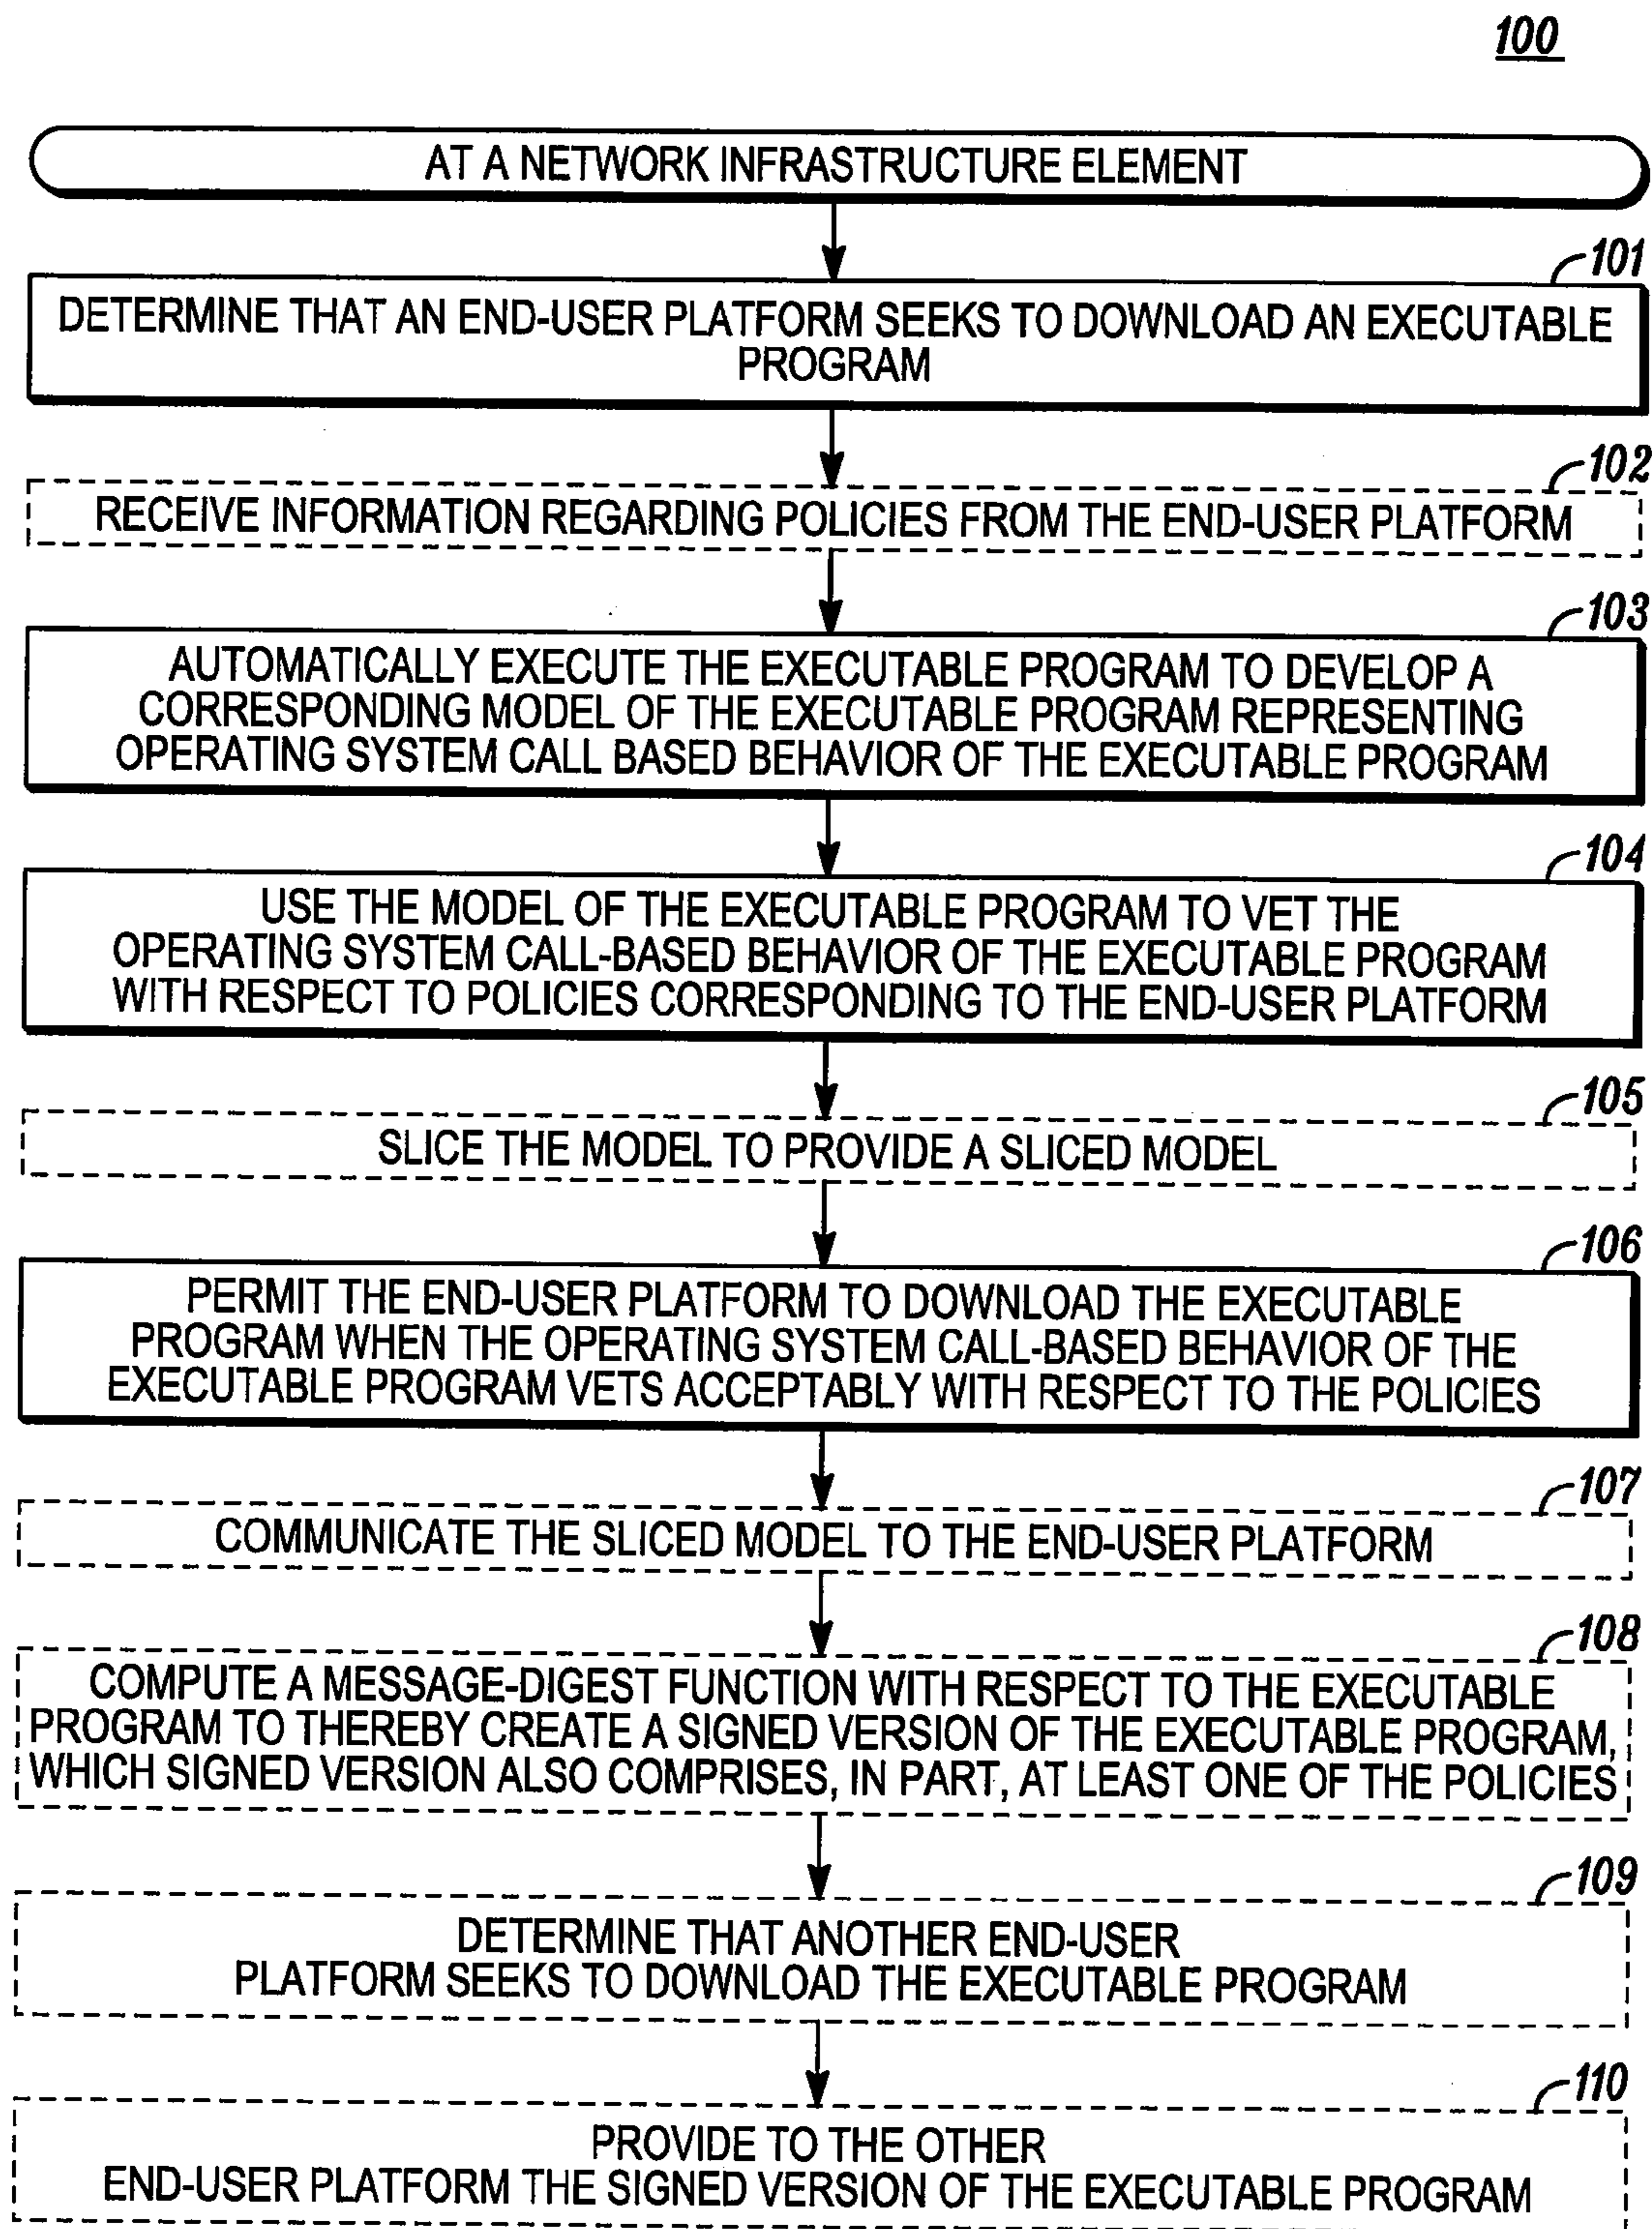 100
AT A NETWORK INFRASTRUCTURE ELEMENT
101
DETERMINE THAT AN END-USER PLATFORM SEEKS TO DOWNLOAD AN EXECUTABLE
PROGRAM
102
RECEIVE INFORMATION REGARDING POLICIES FROM THE END-USER PLATFORM
103
AUTOMATICALLY EXECUTE THE EXECUTABLE PROGRAM TO DEVELOP A
CORRESPONDING MODEL OF THE EXECUTABLE PROGRAM REPRESENTING
OPERATING SYSTEM CALL BASED BEHAVIOR OF THE EXECUTABLE PROGRAM
104
USE THE MODEL OF THE EXECUTABLE PROGRAM TO VET THE
OPERATING SYSTEM CALL-BASED BEHAVIOR OF THE EXECUTABLE PROGRAM
WITH RESPECT TO POLICIES CORRESPONDING TO THE END-USER PLATFORM
105
SLICE THE MODEL TO PROVIDE A SLICED MODEL
106
PERMIT THE END-USER PLATFORM TO DOWNLOAD THE EXECUTABLE
PROGRAM WHEN THE OPERATING SYSTEM CALL-BASED BEHAVIOR OF THE
EXECUTABLE PROGRAM VETS ACCEPTABLY WITH RESPECT TO THE POLICIES
107
COMMUNICATE THE SLICED MODEL TO THE END-USER PLATFORM
108
COMPUTE A MESSAGE-DIGEST FUNCTION WITH RESPECT TO THE EXECUTABLE
PROGRAM TO THEREBY CREATE A SIGNED VERSION OF THE EXECUTABLE PROGRAM,
WHICH SIGNED VERSION ALSO COMPRISES, IN PART, AT LEAST ONE OF THE POLICIES
109
DETERMINE THAT ANOTHER END-USER
PLATFORM SEEKS TO DOWNLOAD THE EXECUTABLE PROGRAM
110
PROVIDE TO THE OTHER
END-USER PLATFORM THE SIGNED VERSION OF THE EXECUTABLE PROGRAM